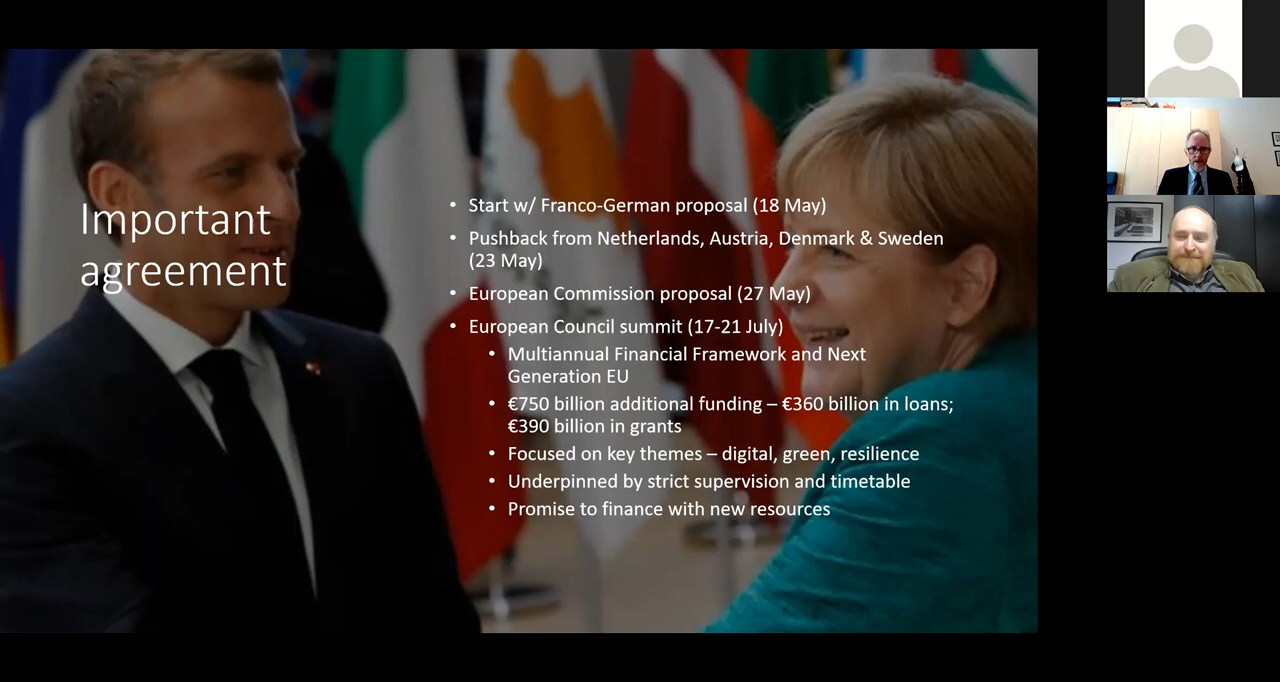 Important
agreement
• Start w/ Franco-German proposal (18 May)
• Pushback from Netherlands, Austria, Denmark & Sweden
(23 May)
• European Commission proposal (27 May)
• European Council summit (17-21 July)
• Multiannual Financial Framework and Next
Generation EU
• €750 billion additional funding – €360 billion in loans;
€390 billion in grants
• Focused on key themes – digital, green, resilience
• Underpinned by strict supervision and timetable
• Promise to finance with new resources